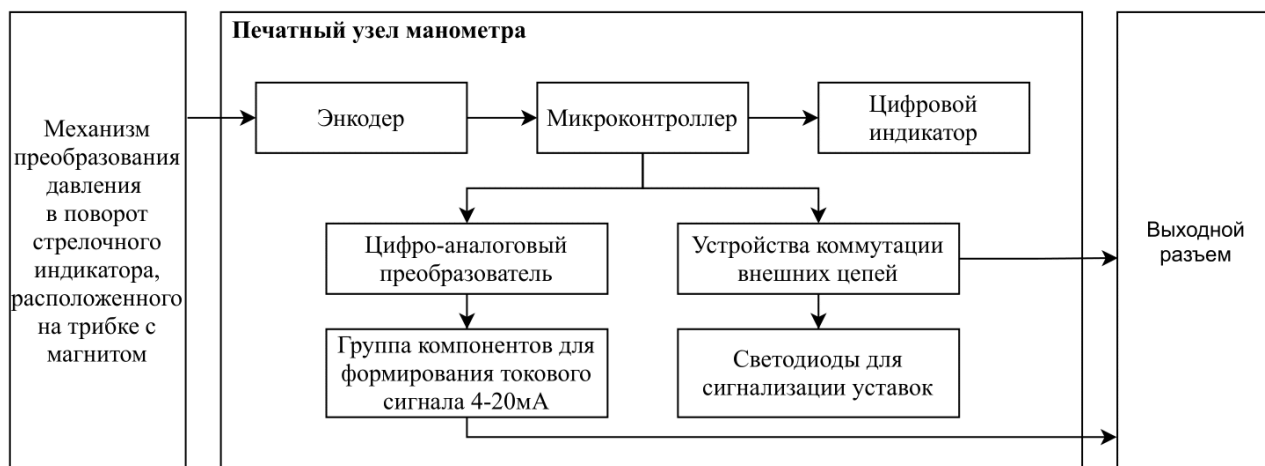 Механизм
преобразования
давления
в поворот
стрелочного
индикатора,
расположенного
на трибке с
магнитом
Печатный узел манометра
Энкодер
Микроконтроллер
Цифровой
индикатор
Цифро-аналоговый
преобразователь
Устройства коммутации
внешних цепей
Группа компонентов для
формирования токового
сигнала 4-20мА
Светодиоды для
сигнализации уставок
Выходной
разъем